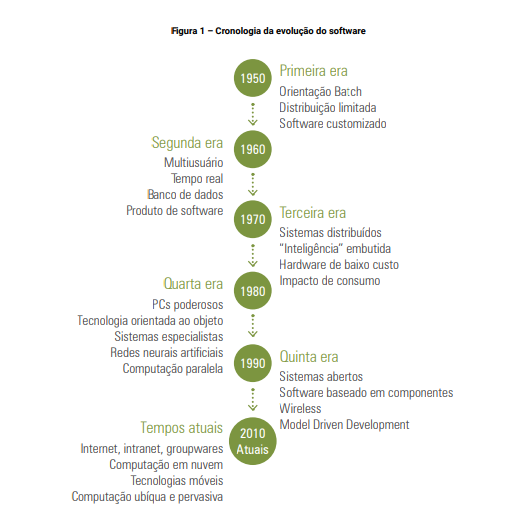 Figura 1 – Cronologia da evolução do software
1950
Primeira era
Orientação Batch
Distribuição limitada
Software customizado
Segunda era
Multiusuário
Tempo real
Banco de dados
Produto de software
1960
1970
Terceira era
Sistemas distribuídos
“Inteligência” embutida
Hardware de baixo custo
Impacto de consumo
Quarta era
PCs poderosos
Tecnologia orientada ao objeto
Sistemas especialistas
Redes neurais artificiais
Computação paralela
1980
1990
Quinta era
Sistemas abertos
Software baseado em componentes
Wireless
Model Driven Development
Tempos atuais
Internet, intranet, groupwares
Computação em nuvem
Tecnologias móveis
Computação ubíqua e pervasiva
2010
Atuais